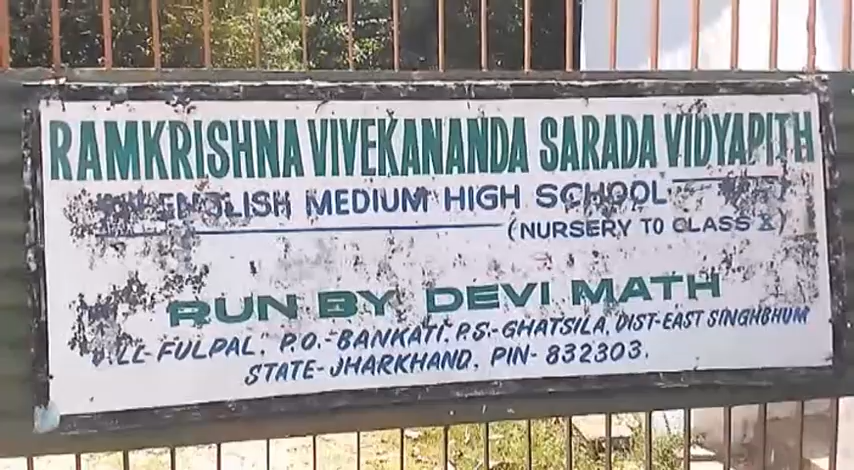 RAMKRISHNA VIVEKANANDA SARADA VIDYAPITH
ENGLISH MEDIUM HIGH SCHOOL
(NURSERY TO CLASS X)
RUN BY DEVI MATH
VILL-FULPAL, P.O.-BANKATI. P.S.-GHATSILA, DIST-EAST SINGHBHUM
STATE-JHARKHAND, PIN-832303.